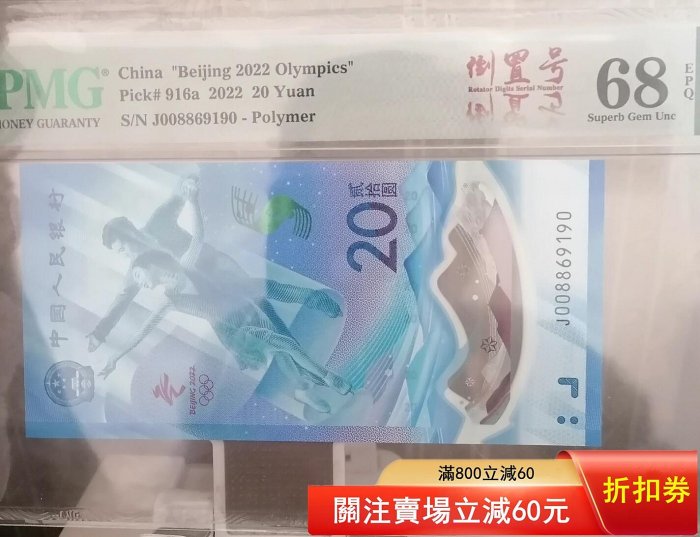 PMG®
MONEY GUARANTY
China "Beijing 2022 Olympics"
Pick# 916a 2022 20 Yuan
S/N J008869190 - Polymer
倒置号
Rotator Digits Serial Number
68
EPQ
Superb Gem Unc
中国人民银行
BEIJING 2022
20
贰拾圆
J008869190
滿800立減60
關注賣場立減60元
折扣券